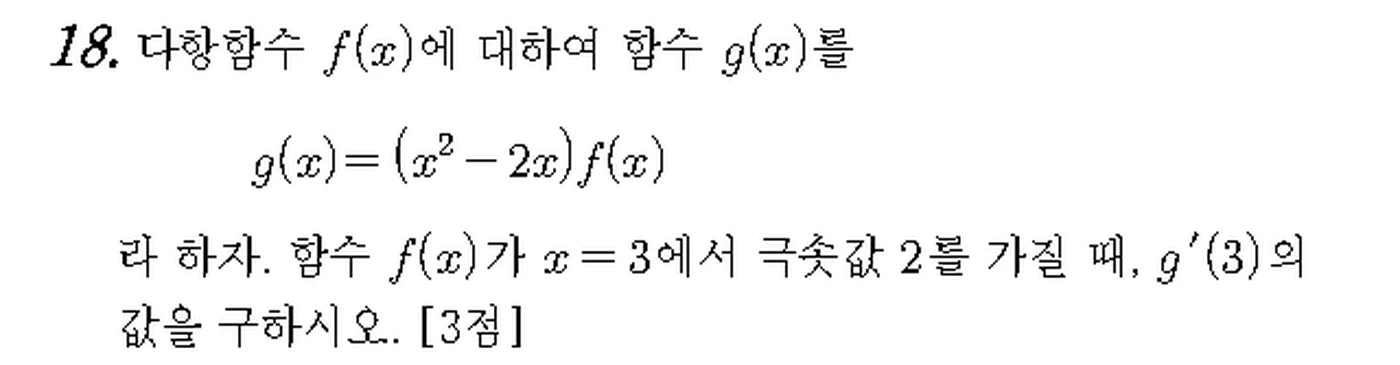 18. 다항함수 f(x)에 대하여 함수 g(x)를
g(x)=(x²-2x)f(x)
라 하자. 함수 f(x)가 x=3에서 극솟값 2를 가질 때, g′(3)의
값을 구하시오.. [3점]